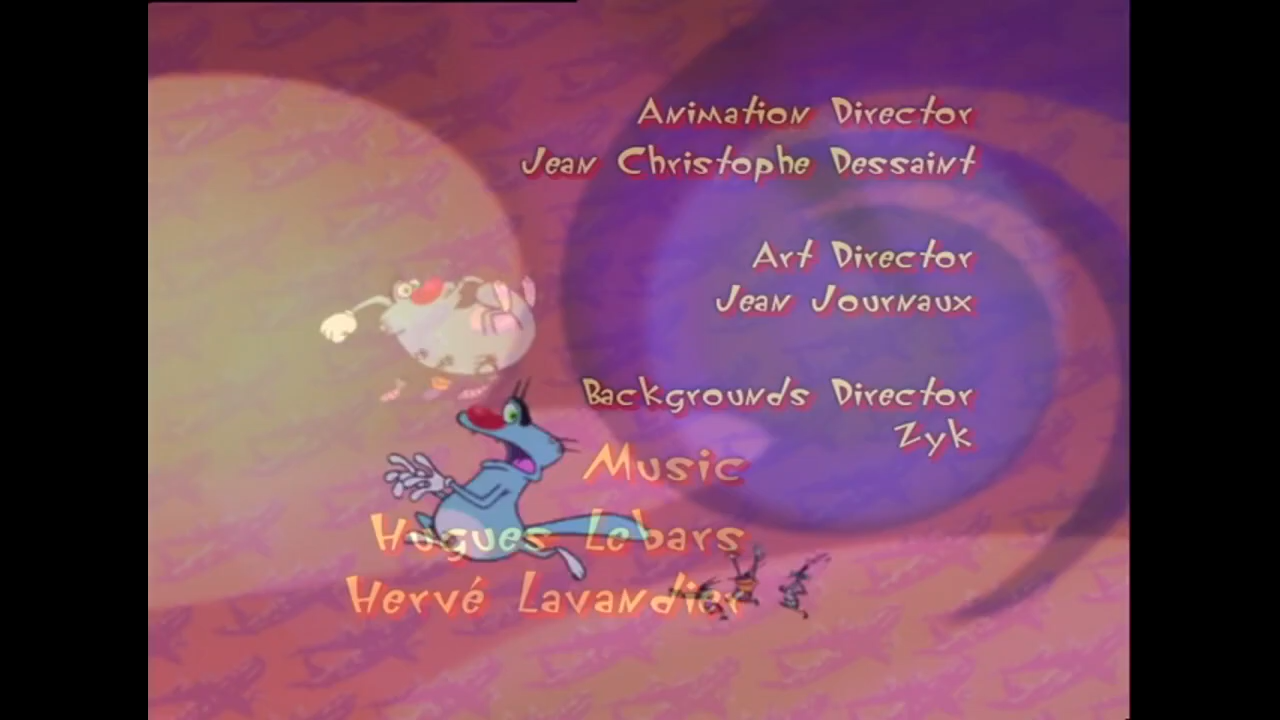 Animation Director
Jean Christophe Dessaint
Art Director
Jean Journaux
Backgrounds Director
Zyk
Music
Hugues Lebars
Hervé Lavandier